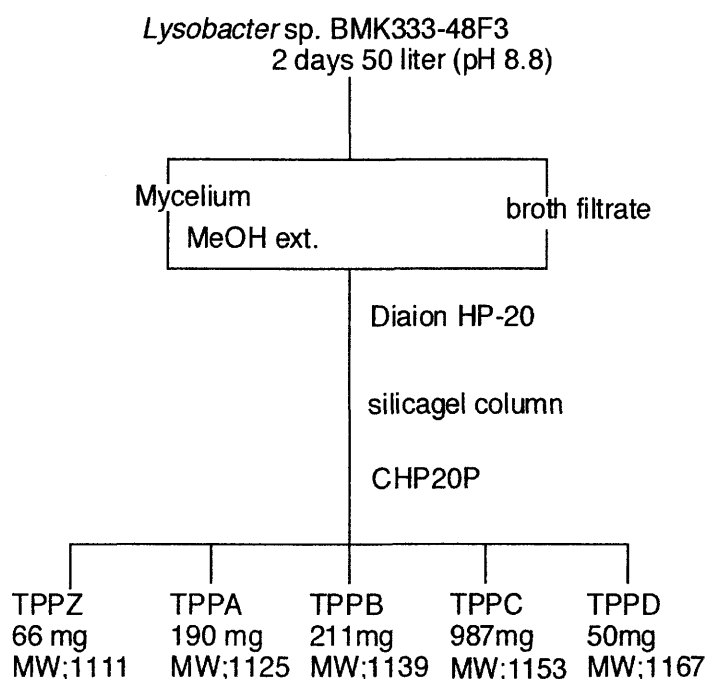 Lysobacter sp. BMK333-48F3
2 days 50 liter (pH 8.8)
Mycelium
broth filtrate
MeOH ext.
Diaion HP-20
silicagel column
CHP20P
TPPZ TPPA TPPB TPPC TPPD
66 mg 190 mg 211mg 987mg 50mg
MW;1111 MW;1125 MW;1139 MW:1153 MW;1167